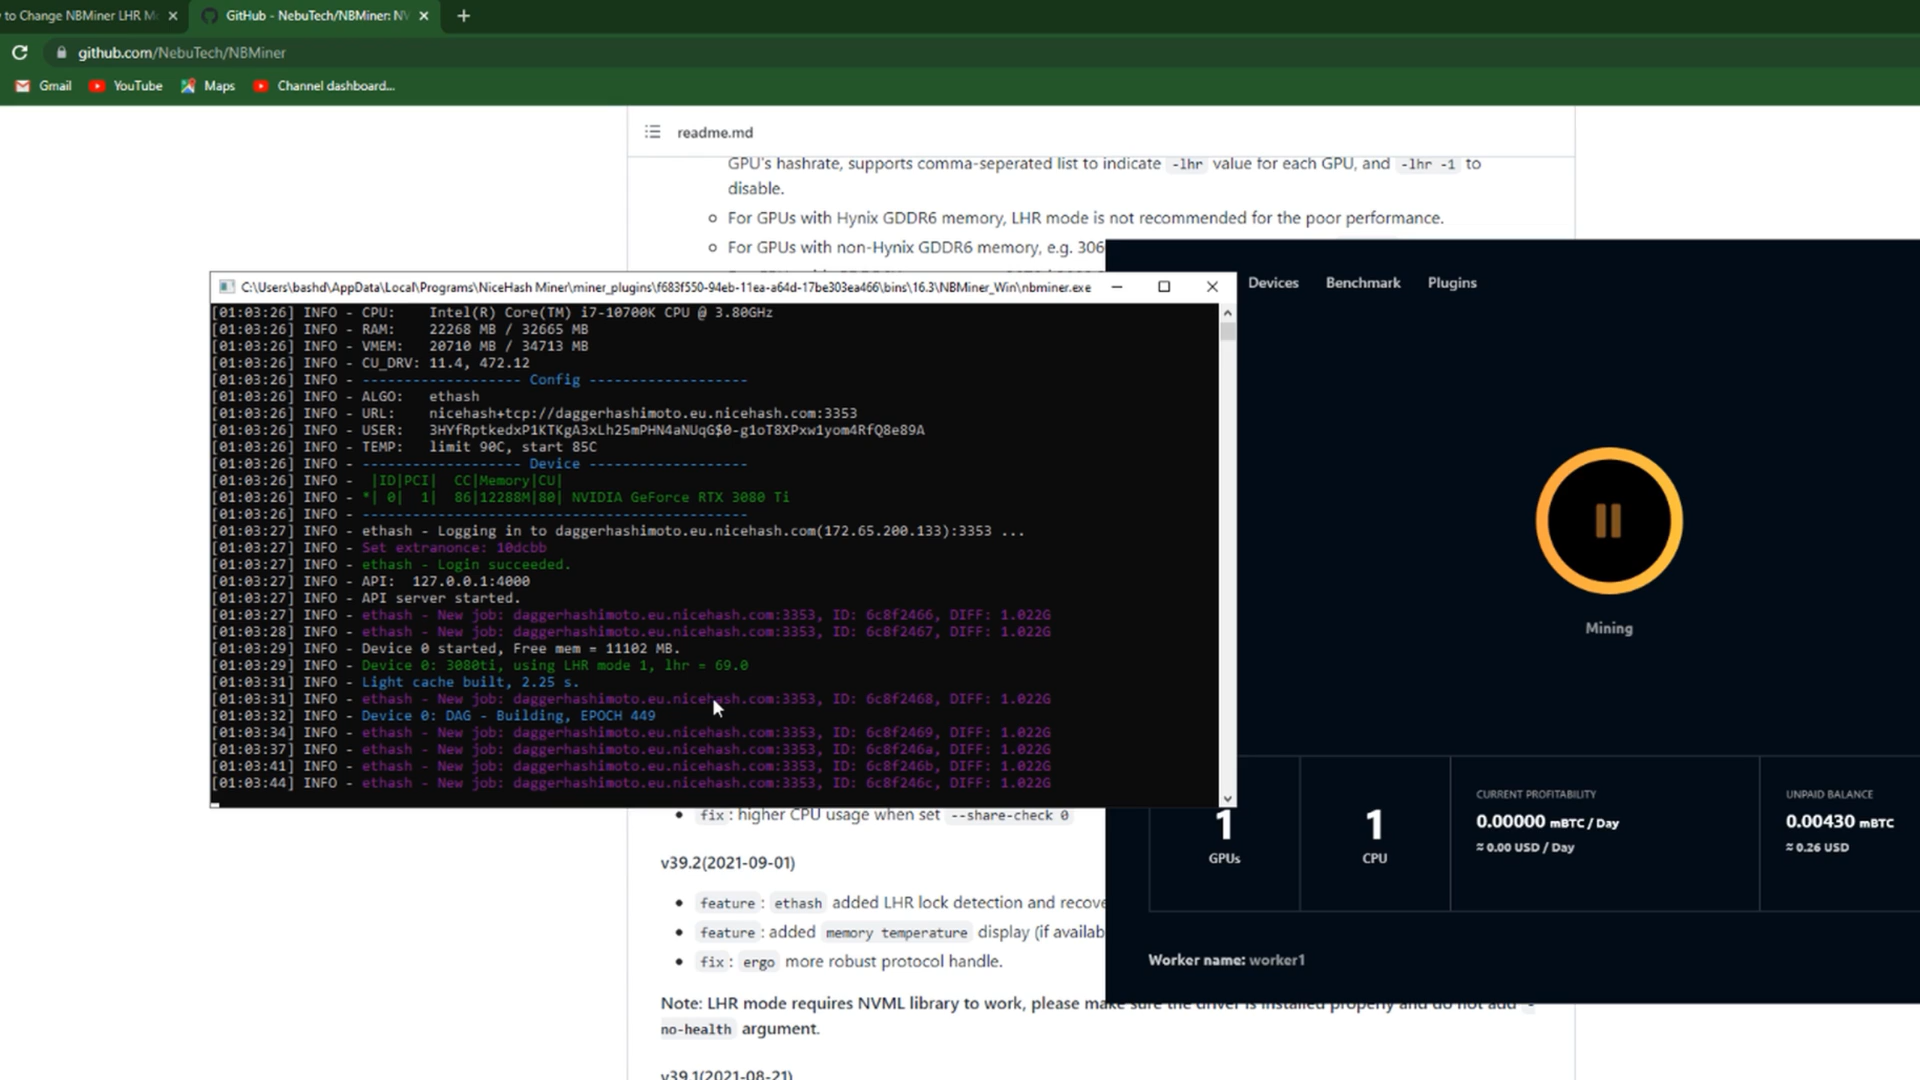 to Change NBMiner LHR M
GitHub - NebuTech/NBMiner: NV
github.com/NebuTech/NBMiner
Gmail
YouTube
Maps
Channel dashboard...
readme.md
GPU's hashrate, supports comma-seperated list to indicate -lhr value for each GPU, and -lhr -1 to
disable.
For GPUs with Hynix GDDR6 memory, LHR mode is not recommended for the poor performance.
For GPUs with non-Hynix GDDR6 memory, e.g. 306
Devices Benchmark Plugins
C:\Users\bashd\AppData\Local\Programs\NiceHash Miner\miner_plugins\f683f550-94eb-11ea-a64d-17be303ea466\bins\16.3\NBMiner_Win\nbminer.exe
[01:03:26] INFO - CPU: Intel(R) Core(TM) i7-10700K CPU @ 3.80GHz
[01:03:26] INFO - RAM: 22268 MB / 32665 MB
[01:03:26] INFO - VMEM: 20710 MB / 34713 MB
[01:03:26] INFO - CU_DRV: 11.4, 472.12
[01:03:26] INFO - ------------------- Config -------------------
[01:03:26] INFO - ALGO: ethash
[01:03:26] INFO - URL: nicehash+tcp://daggerhashimoto.eu.nicehash.com:3353
[01:03:26] INFO - USER: 3HYfRptkedxP1KTKgA3xLh25mPHN4aNUqG$0-g1oT8XPxw1yom4RfQ8e89A
[01:03:26] INFO - TEMP: limit 90C, start 85C
[01:03:26] INFO - ------------------- Device -------------------
[01:03:26] INFO - |ID|PCI| CC|Memory|CU|
[01:03:26] INFO - *| 0| 1| 86|12288M|80| NVIDIA GeForce RTX 3080 Ti
[01:03:26] INFO - ----------------------------------------------
[01:03:27] INFO - ethash - Logging in to daggerhashimoto.eu.nicehash.com(172.65.200.133):3353 ...
[01:03:27] INFO - Set extranonce: 10dcbb
[01:03:27] INFO - ethash - Login succeeded.
[01:03:27] INFO - API: 127.0.0.1:4000
[01:03:27] INFO - API server started.
[01:03:27] INFO - ethash - New job: daggerhashimoto.eu.nicehash.com:3353, ID: 6c8f2466, DIFF: 1.022G
[01:03:28] INFO - ethash - New job: daggerhashimoto.eu.nicehash.com:3353, ID: 6c8f2467, DIFF: 1.022G
[01:03:29] INFO - Device 0 started, Free mem = 11102 MB.
[01:03:29] INFO - Device 0: 3080ti, using LHR mode 1, lhr = 69.0
[01:03:31] INFO - Light cache built, 2.25 s.
[01:03:31] INFO - ethash - New job: daggerhashimoto.eu.nicehash.com:3353, ID: 6c8f2468, DIFF: 1.022G
[01:03:32] INFO - Device 0: DAG - Building, EPOCH 449
[01:03:34] INFO - ethash - New job: daggerhashimoto.eu.nicehash.com:3353, ID: 6c8f2469, DIFF: 1.022G
[01:03:37] INFO - ethash - New job: daggerhashimoto.eu.nicehash.com:3353, ID: 6c8f246a, DIFF: 1.022G
[01:03:41] INFO - ethash - New job: daggerhashimoto.eu.nicehash.com:3353, ID: 6c8f246b, DIFF: 1.022G
[01:03:44] INFO - ethash - New job: daggerhashimoto.eu.nicehash.com:3353, ID: 6c8f246c, DIFF: 1.022G
Mining
1
GPUs
1
CPU
CURRENT PROFITABILITY
0.00000 mBTC / Day
≈ 0.00 USD / Day
UNPAID BALANCE
0.00430 mBTC
≈ 0.26 USD
Worker name: worker1
fix: higher CPU usage when set --share-check 0
v39.2(2021-09-01)
feature: ethash added LHR lock detection and recove
feature: added memory temperature display (if availab
fix: ergo more robust protocol handle.
Note: LHR mode requires NVML library to work, please make sure the driver is installed properly and do not add -
no-health argument.
v39.1(2021-08-21)